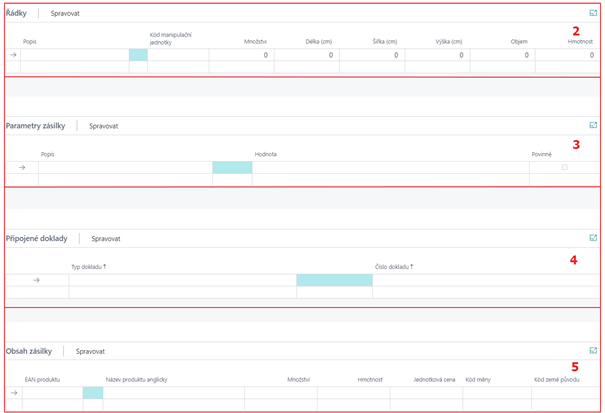 Řádky Spravovat
2
Popis Kód manipulační jednotky Množství Délka (cm) Šířka (cm) Výška (cm) Objem Hmotnost
0 0 0 0 0 0
Parametry zásilky Spravovat
3
Popis Hodnota Povinné
Připojené doklady Spravovat
4
Typ dokladu ↑ Číslo dokladu ↑
Obsah zásilky Spravovat
5
EAN produktu Název produktu anglicky Množství Hmotnost Jednotková cena Kód měny Kód země původu